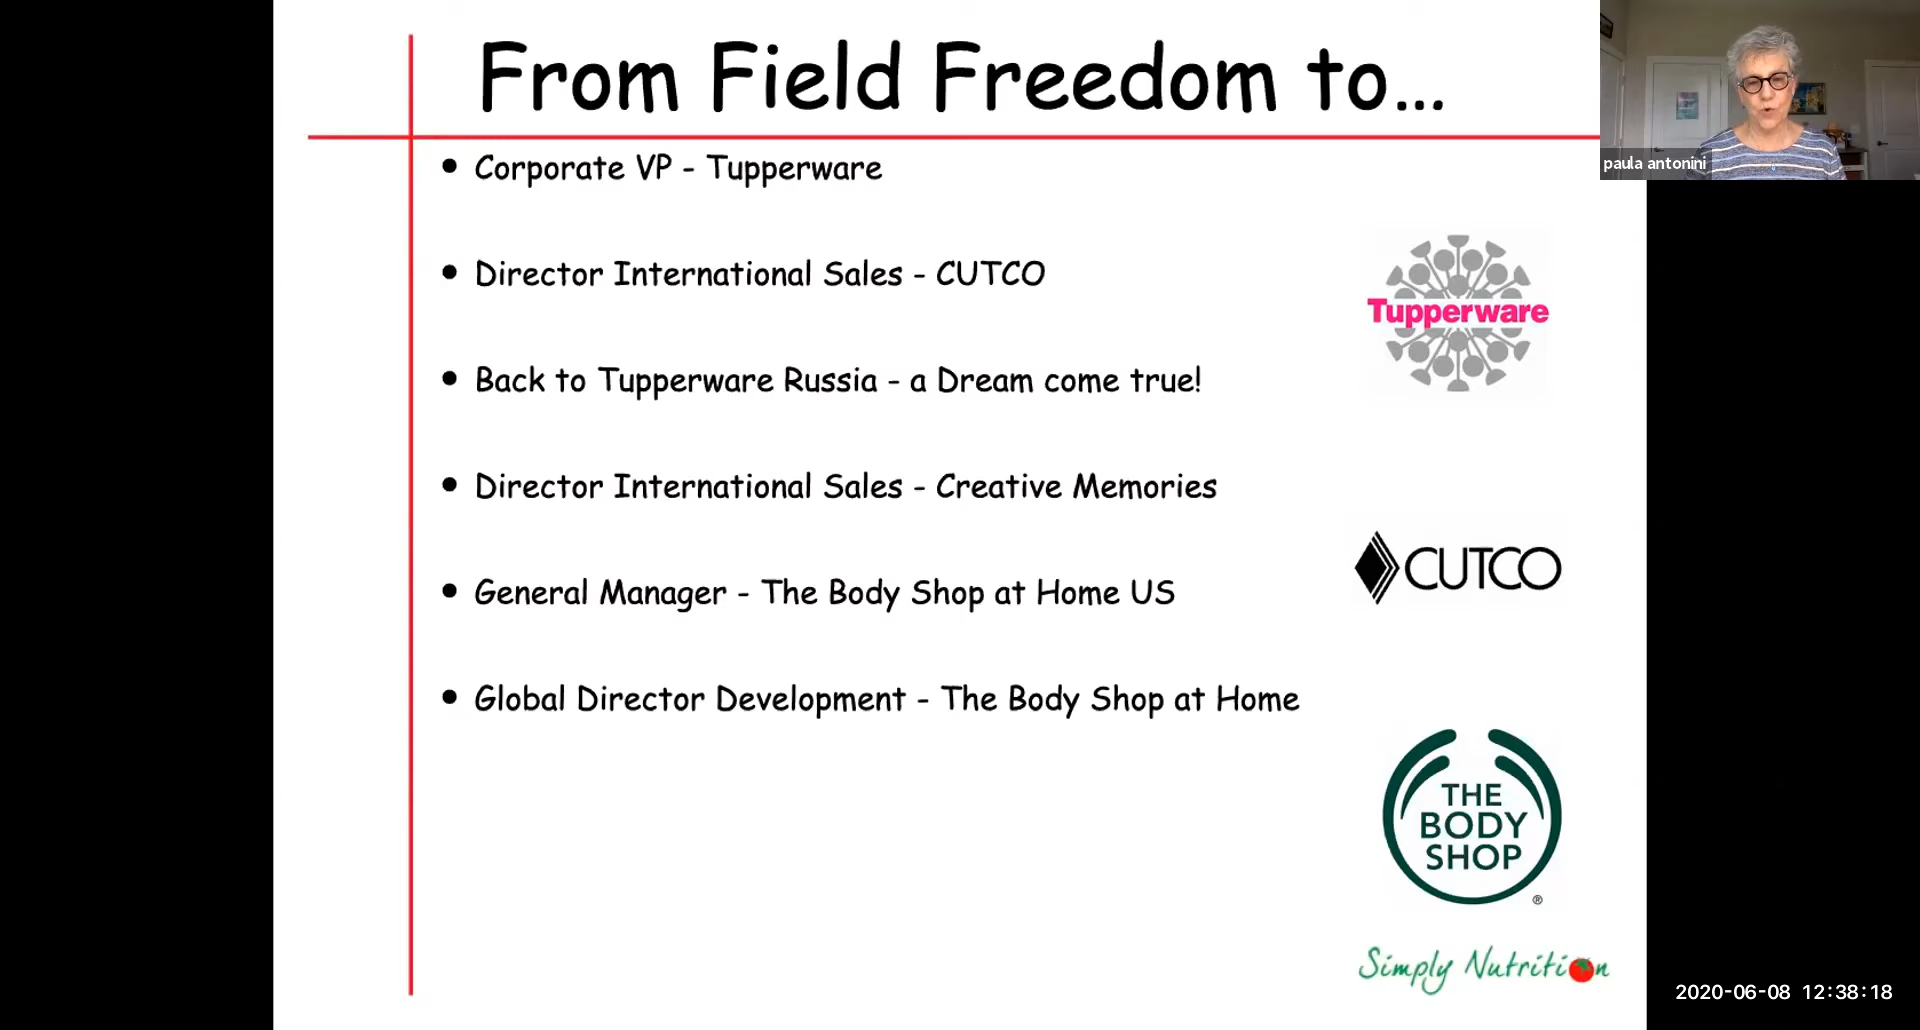 From Field Freedom to...
paula antonini
• Corporate VP - Tupperware
• Director International Sales - CUTCO
Tupperware
• Back to Tupperware Russia - a Dream come true!
• Director International Sales - Creative Memories
CUTCO
• General Manager - The Body Shop at Home US
• Global Director Development - The Body Shop at Home
THE
BODY
SHOP
®
Simply Nutrition
2020-06-08 12:38:18